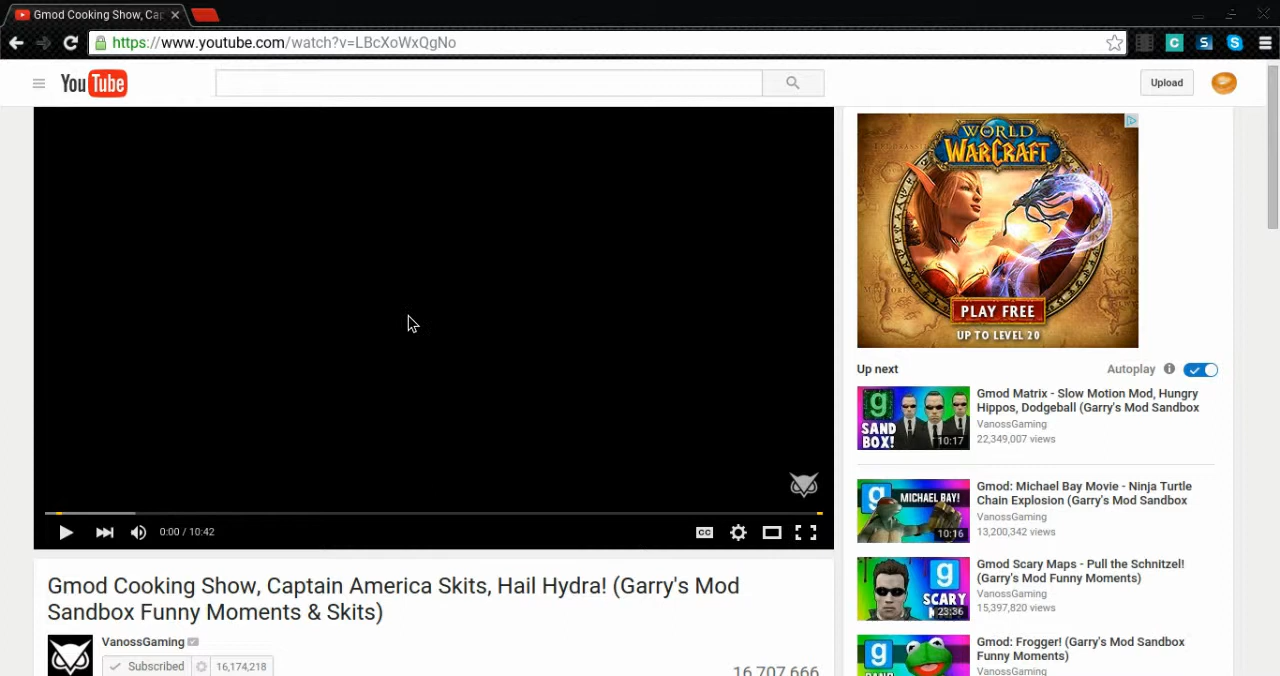 Gmod Cooking Show, Cap
https://www.youtube.com/watch?v=LBcXoWxQgNo
C
S
S
YouTube
Upload
WORLD
WARCRAFT
PLAY FREE
UP TO LEVEL 20
Up next
Autoplay
g
SAND
BOX!
10:17
Gmod Matrix - Slow Motion Mod, Hungry
Hippos, Dodgeball (Garry's Mod Sandbox
VanossGaming
22,349,007 views
g
MICHAEL BAY!
10:16
Gmod: Michael Bay Movie - Ninja Turtle
Chain Explosion (Garry's Mod Sandbox
VanossGaming
13,200,342 views
CC
0:00 / 10:42
g
SCARY
23:36
Gmod Scary Maps - Pull the Schnitzel!
(Garry's Mod Funny Moments)
VanossGaming
15,397,820 views
Gmod Cooking Show, Captain America Skits, Hail Hydra! (Garry's Mod
Sandbox Funny Moments & Skits)
VanossGaming
Subscribed
16,174,218
16,707,666
g
Gmod: Frogger! (Garry's Mod Sandbox
Funny Moments)
VanossGaming